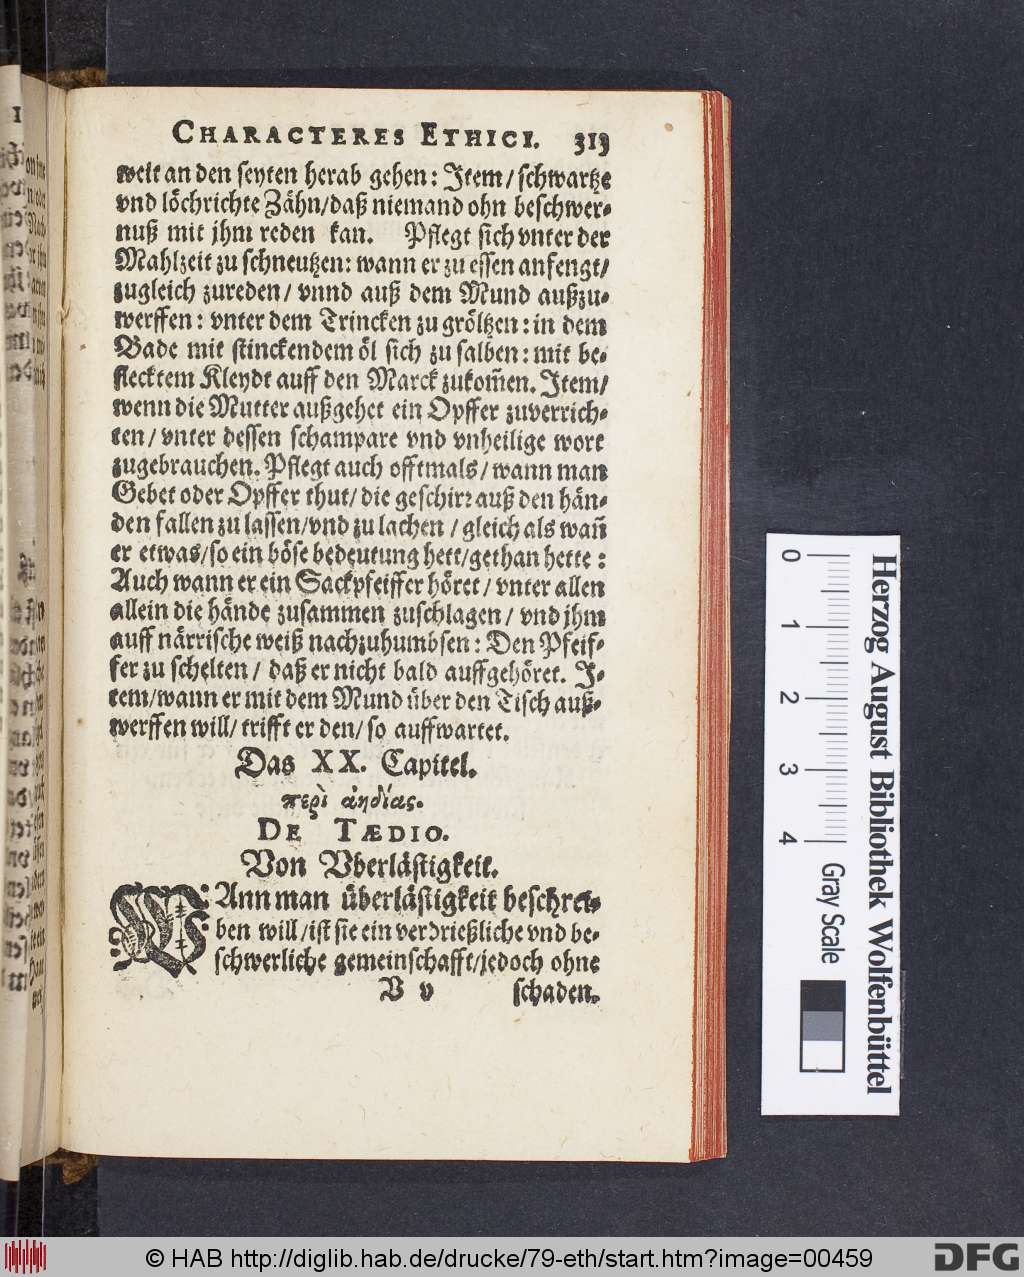 CHARACTERES ETHICI. 313
weit an den seyten herab gehen: Item/ schwartze
vnd löchrichte Zähn/daß niemand ohn beschwer-
nuß mit jhm reden kan. Pflegt sich vnter der
Mahlzeit zu schneutzen: wann er zu essen anfengt/
zugleich zureden/ vnnd auß dem Mund außzu-
werffen: vnter dem Trincken zu gröltzen: in dem
Bade mit stinckendem öl sich zu salben: mit be-
flecktem Kleydt auff den Marck zukom̃en. Item/
wenn die Mutter außgehet ein Opffer zuverrich-
ten/ vnter dessen schampare vnd vnheilige wort
zugebrauchen. Pflegt auch offtmals/ wann man
Gebet oder Opffer thut/ die geschirꝛ auß den hän-
den fallen zu lassen/vnd zu lachen / gleich als wañ
er etwas/so ein böse bedeutung hett/gethan hette:
Auch wann er ein Sackpfeiffer höret/ vnter allen
allein die hände zusammen zuschlagen/ vnd jhm
auff närrische weiß nachzuhumbsen: Den Pfeif-
fer zu schelten/ daß er nicht bald auffgehöret. I-
tem/wann er mit dem Mund über den Tisch auß-
werffen will/ trifft er den/ so auffwartet.
Das XX. Capitel.
περὶ ἀηδίας.
DE TÆDIO.
Von Vberlästigkeit.
WAnn man überlästigkeit beschrei-
ben will/ist sie ein verdrießliche vnd be-
schwerliche gemeinschafft/jedoch ohne
V v schaden.
0 1 2 3 4
Gray Scale
Herzog August Bibliothek Wolfenbüttel
© HAB http://diglib.hab.de/drucke/79-eth/start.htm?image=00459
DFG